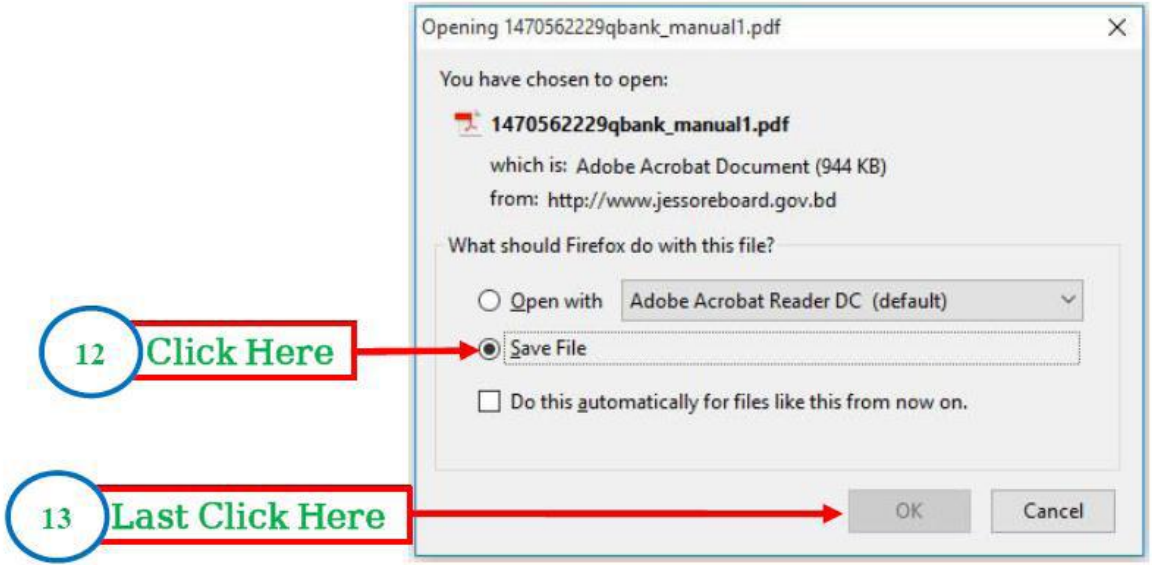 Opening 1470562229qbank_manual1.pdf
You have chosen to open:
1470562229qbank_manual1.pdf
which is: Adobe Acrobat Document (944 KB)
from: http://www.jessoreboard.gov.bd
What should Firefox do with this file?
Open with Adobe Acrobat Reader DC (default)
12 Click Here
Save File
Do this automatically for files like this from now on.
13 Last Click Here
OK Cancel